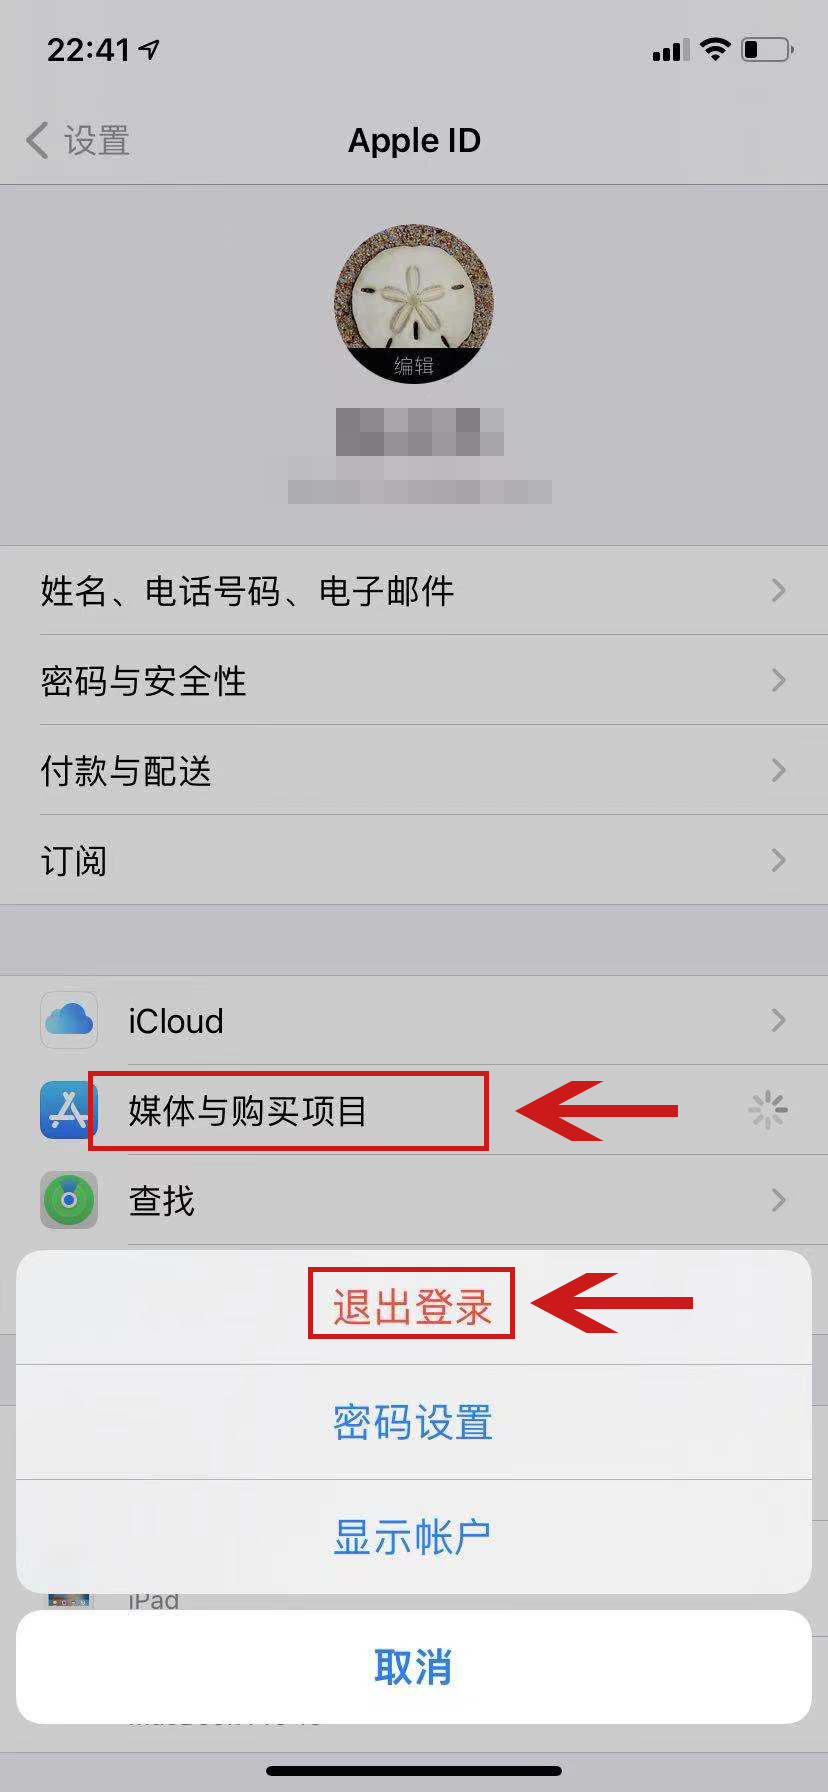 22:41
设置
Apple ID
编辑
姓名、电话号码、电子邮件
密码与安全性
付款与配送
订阅
iCloud
媒体与购买项目
查找
退出登录
密码设置
显示帐户
iPad
取消